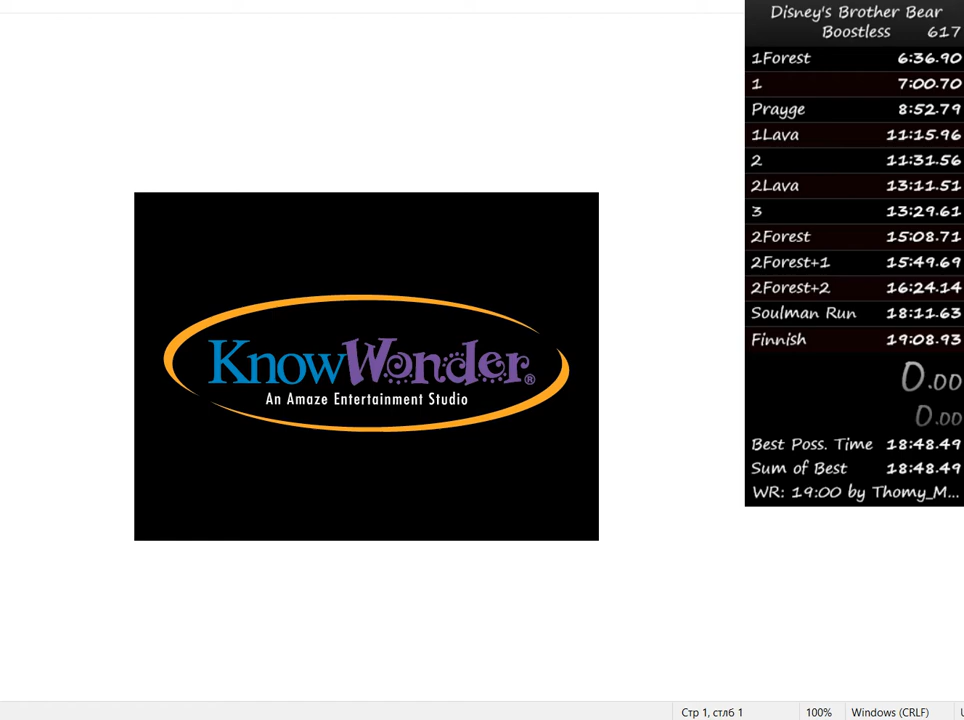 Disney's Brother Bear
Boostless 617
1Forest 6:36.90
1 7:00.70
Prayge 8:52.79
1Lava 11:15.96
2 11:31.56
2Lava 13:11.51
3 13:29.61
2Forest 15:08.71
2Forest+1 15:49.69
2Forest+2 16:24.14
Soulman Run 18:11.63
Finnish 19:08.93
0.00
0.00
Best Poss. Time 18:48.49
Sum of Best 18:48.49
WR: 19:00 by Thomy_M...
KnowWonder®
An Amaze Entertainment Studio
Стр 1, стлб 1 100% Windows (CRLF)